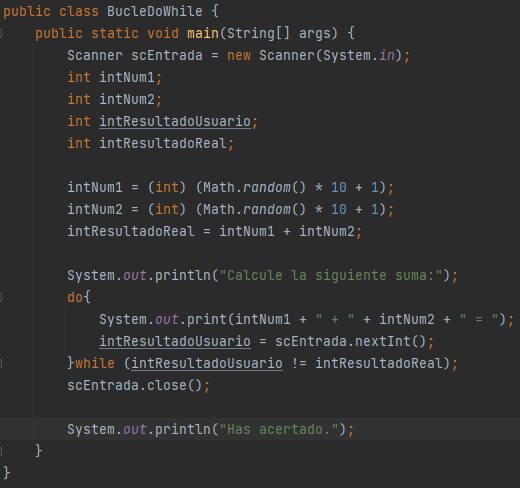 public class BucleDoWhile {
public static void main(String[] args) {
Scanner scEntrada = new Scanner(System.in);
int intNum1;
int intNum2;
int intResultadoUsuario;
int intResultadoReal;
intNum1 = (int) (Math.random() * 10 + 1);
intNum2 = (int) (Math.random() * 10 + 1);
intResultadoReal = intNum1 + intNum2;
System.out.println("Calcule la siguiente suma:");
do{
System.out.print(intNum1 + " + " + intNum2 + " = ");
intResultadoUsuario = scEntrada.nextInt();
}while (intResultadoUsuario != intResultadoReal);
scEntrada.close();
System.out.println("Has acertado.");
}
}